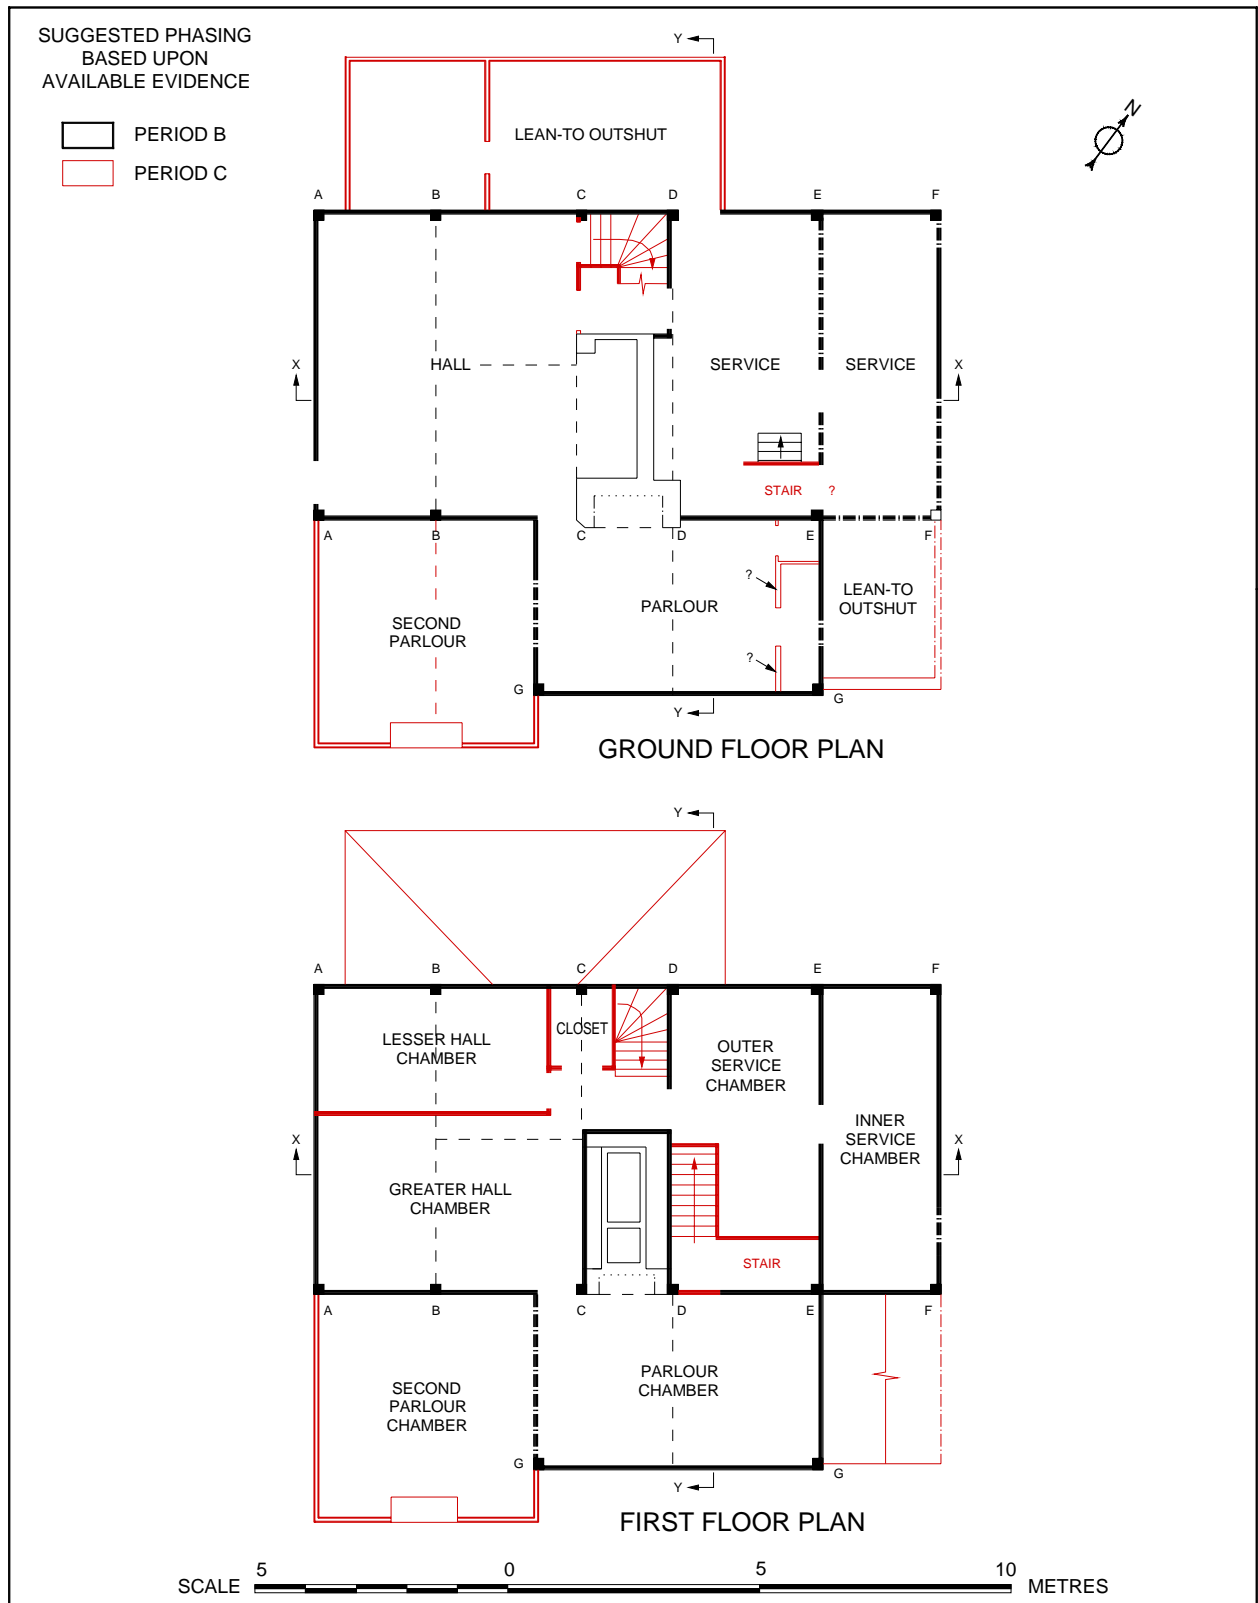 SUGGESTED PHASING
BASED UPON
AVAILABLE EVIDENCE
PERIOD B
PERIOD C
Y
N
LEAN-TO OUTSHUT
A B C D E F
X HALL SERVICE SERVICE X
STAIR ?
A B C D E F
?
LEAN-TO
OUTSHUT
PARLOUR
SECOND
PARLOUR
?
G G
Y
GROUND FLOOR PLAN
Y
A B C D E F
CLOSET
LESSER HALL
CHAMBER
OUTER
SERVICE
CHAMBER
INNER
SERVICE
CHAMBER
X X
GREATER HALL
CHAMBER
STAIR
A B C D E F
PARLOUR
CHAMBER
SECOND
PARLOUR
CHAMBER
G G
Y
FIRST FLOOR PLAN
5 0 5 10
SCALE METRES